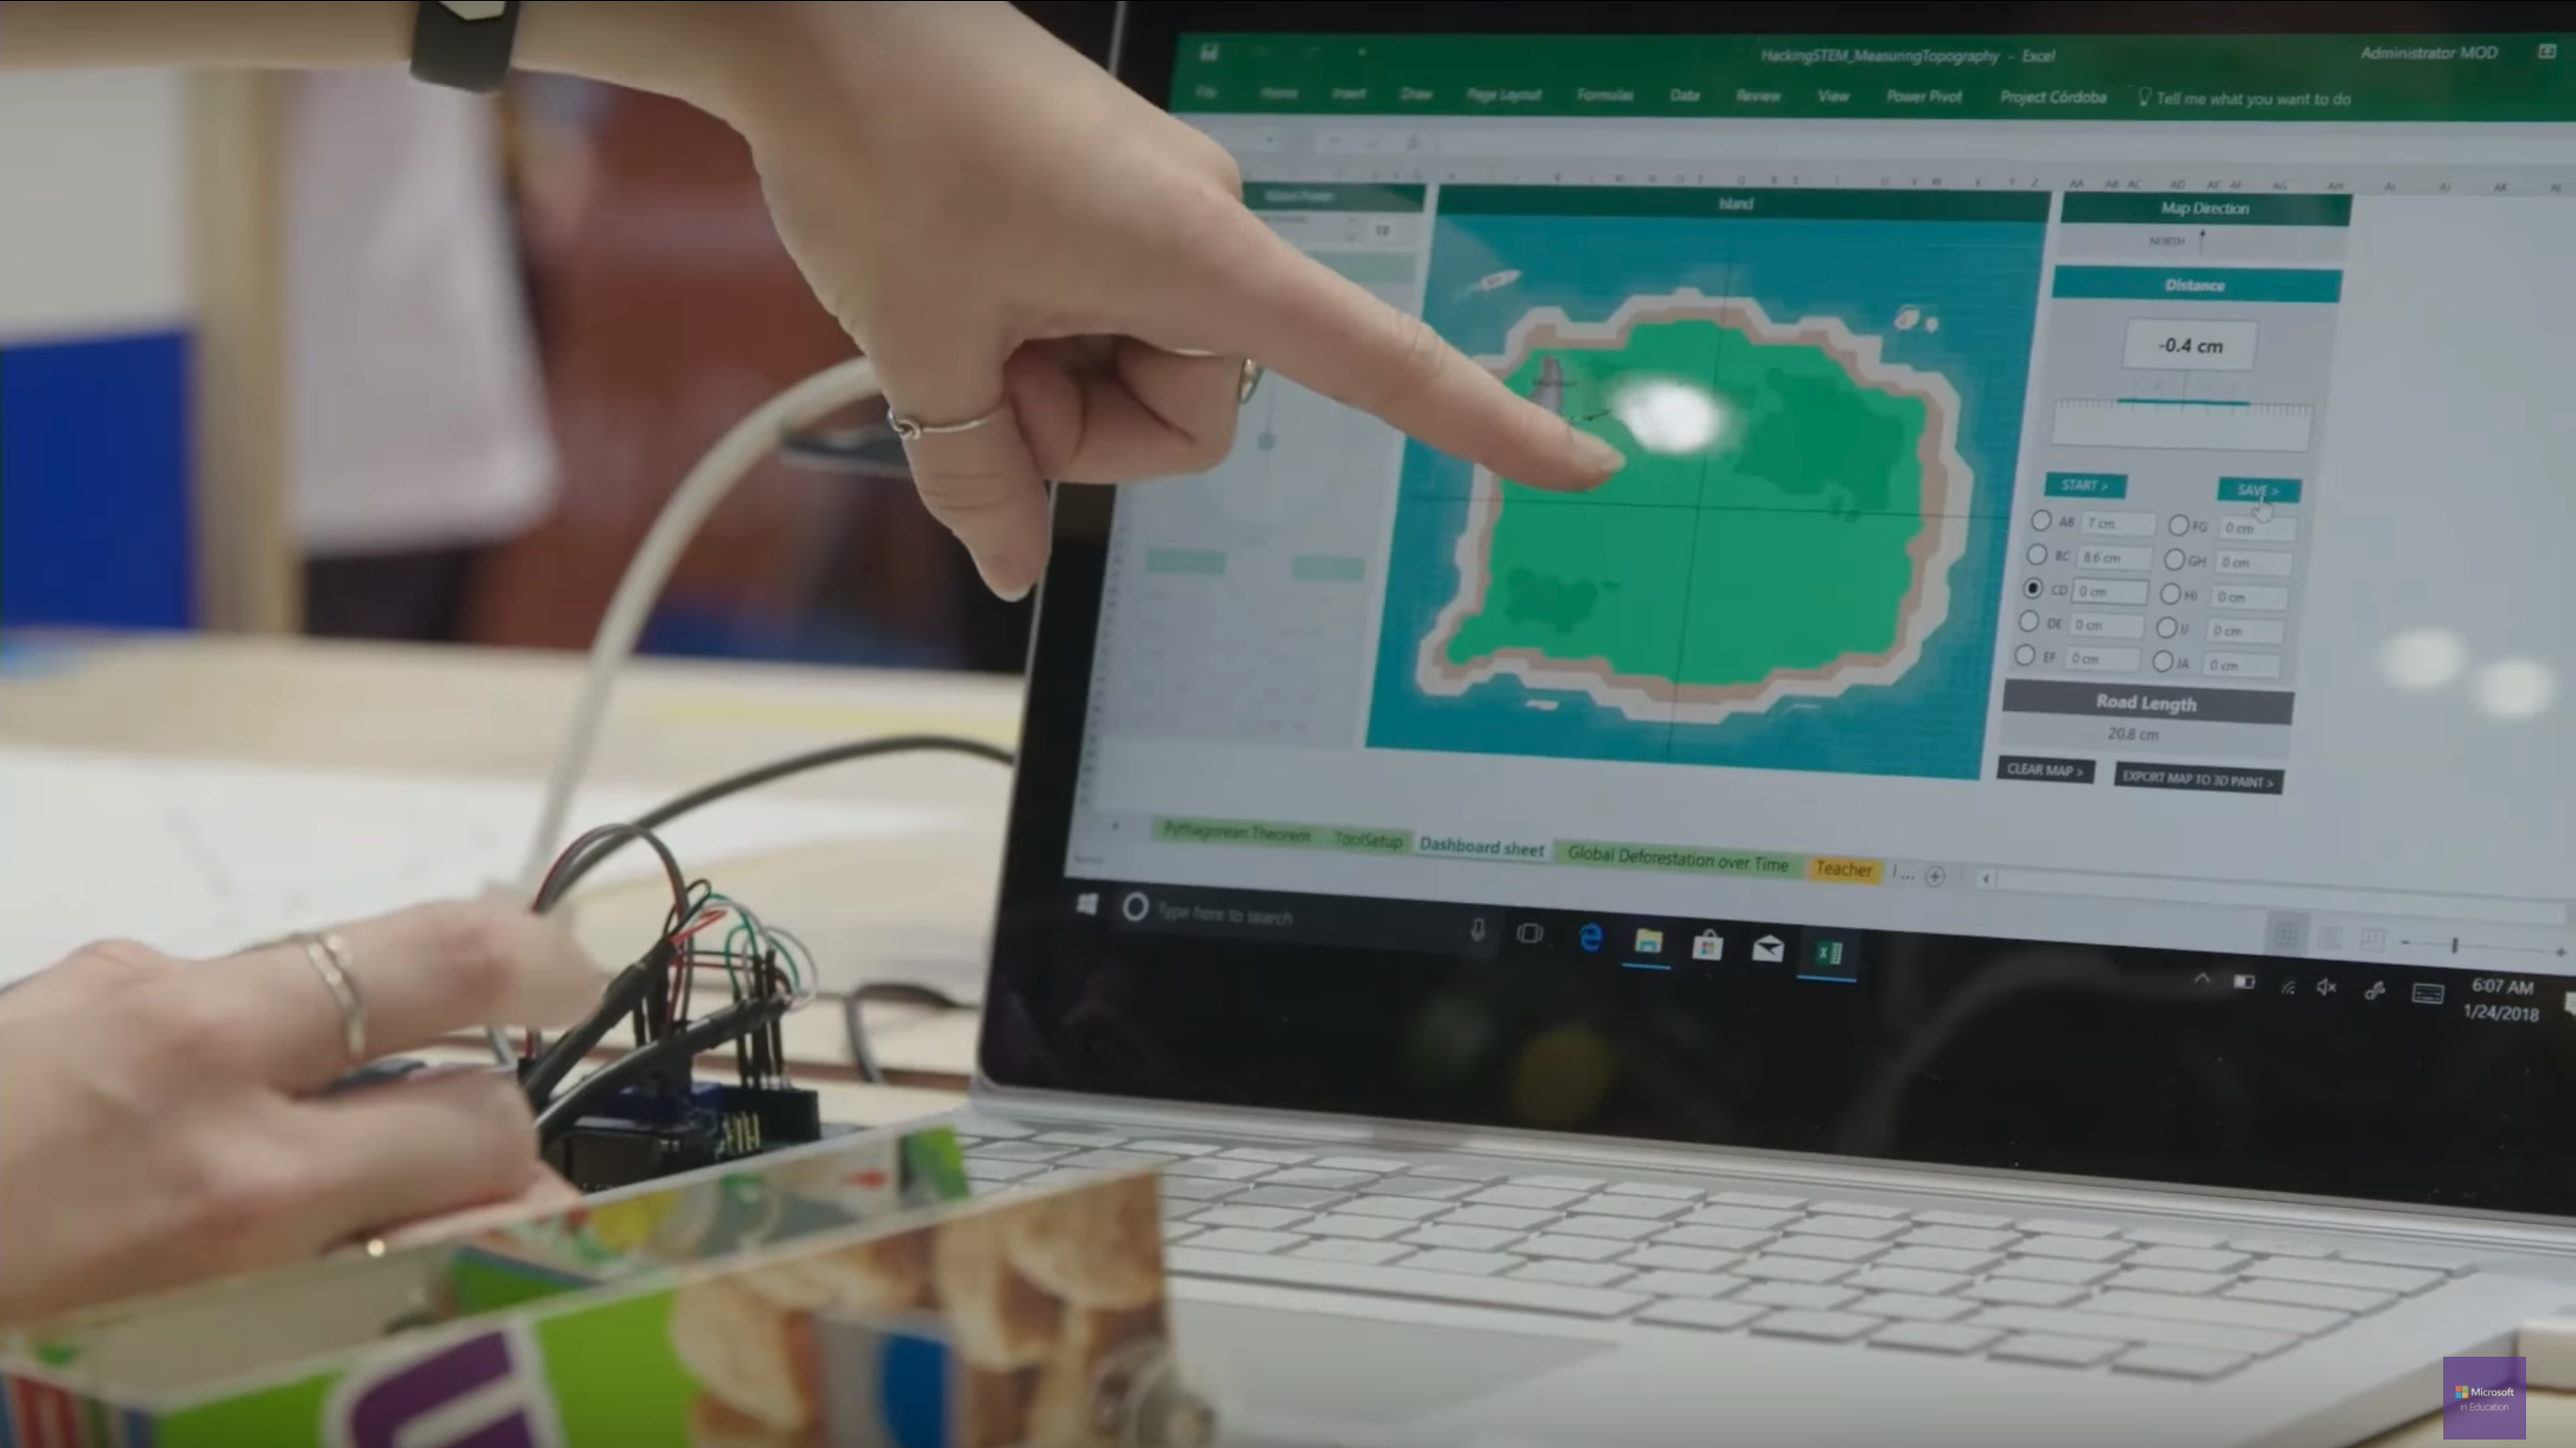 HackingSTEM_MeasuringTopography - Excel
Administrator MOD
File Home Insert Draw Page Layout Formulas Data Review View Power Pivot Project Córdoba Tell me what you want to do
Island
Map Direction
NORTH
Distance
-0.4 cm
START >
SAVE >
AB 7 cm FG 0 cm
BC 8.6 cm GH 0 cm
CD 0 cm HI 0 cm
DE 0 cm IJ 0 cm
EF 0 cm JA 0 cm
Road Length
20.8 cm
CLEAR MAP >
EXPORT MAP TO 3D PAINT >
Pythagorean Theorem ToolSetup Dashboard sheet Global Deforestation over Time Teacher I ...
Type here to search
6:07 AM
1/24/2018
Microsoft
in Education